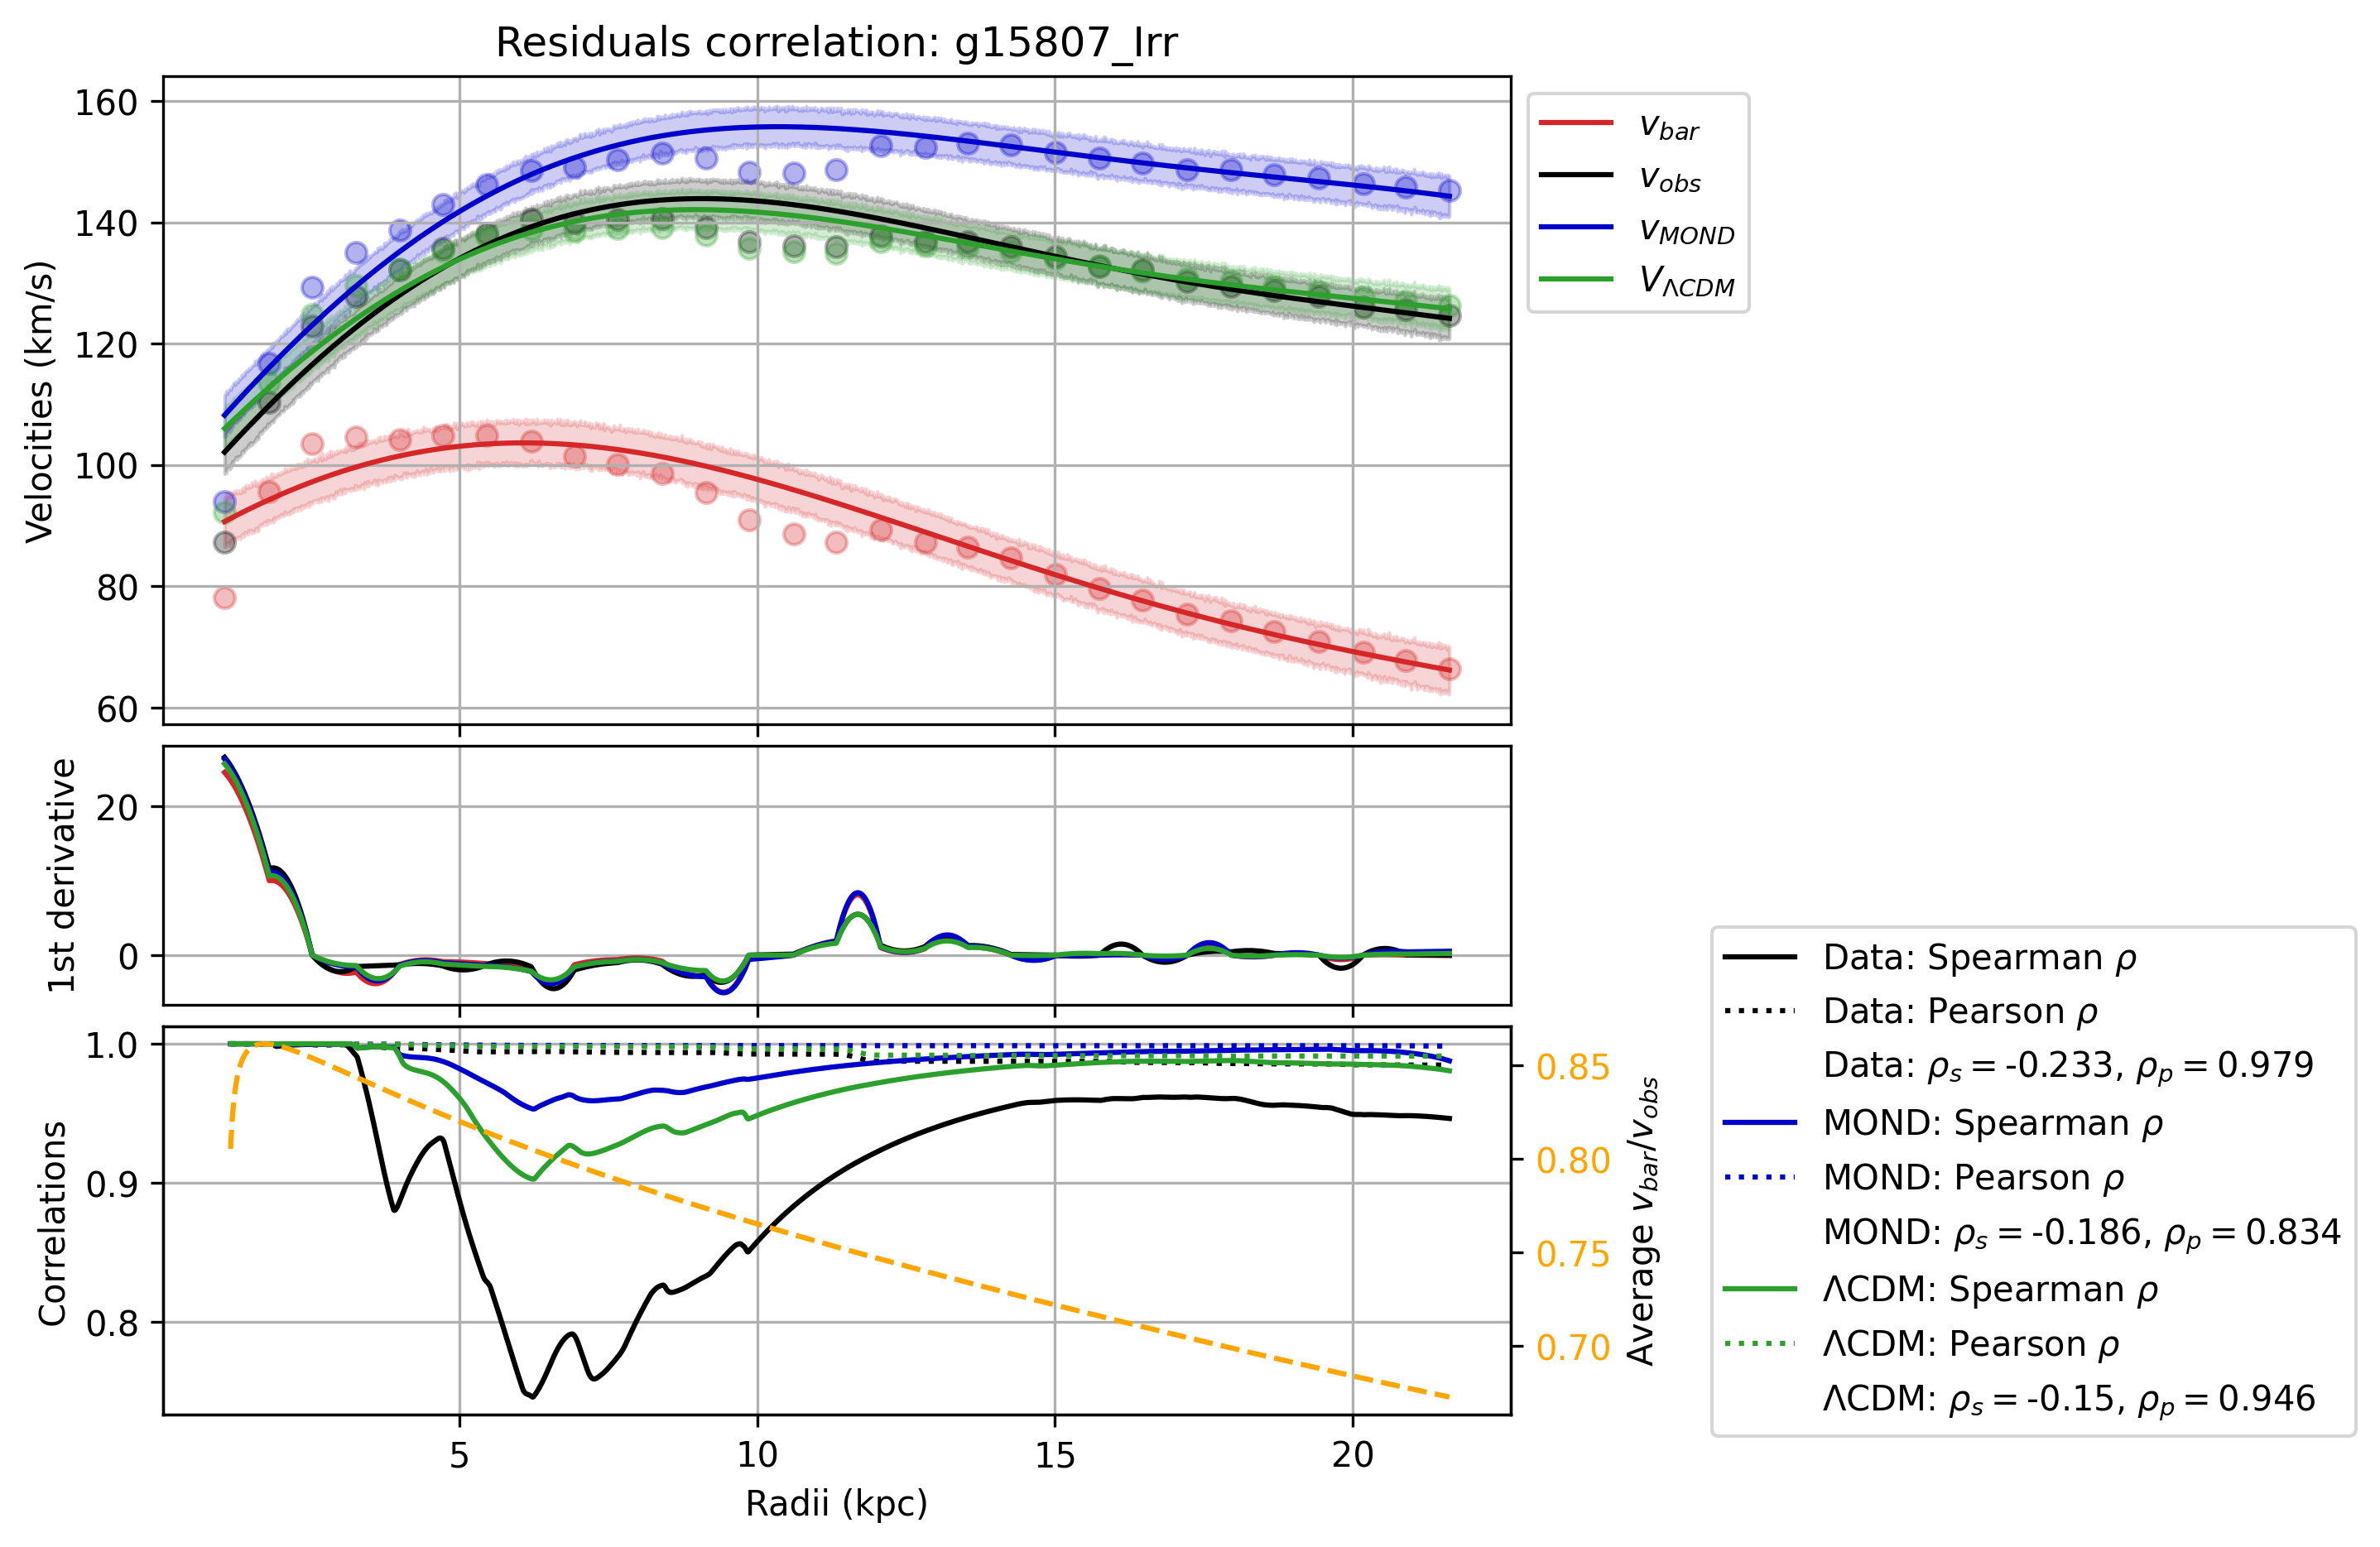 Residuals correlation: g15807_Irr
160
140
120
100
80
60
Velocities (km/s)
v_bar
v_obs
v_MOND
V_ΛCDM
20
0
1st derivative
1.0
0.9
0.8
Correlations
0.85
0.80
0.75
0.70
Average v_bar/v_obs
5 10 15 20
Radii (kpc)
Data: Spearman ρ
Data: Pearson ρ
Data: ρ_s = -0.233, ρ_p = 0.979
MOND: Spearman ρ
MOND: Pearson ρ
MOND: ρ_s = -0.186, ρ_p = 0.834
ΛCDM: Spearman ρ
ΛCDM: Pearson ρ
ΛCDM: ρ_s = -0.15, ρ_p = 0.946